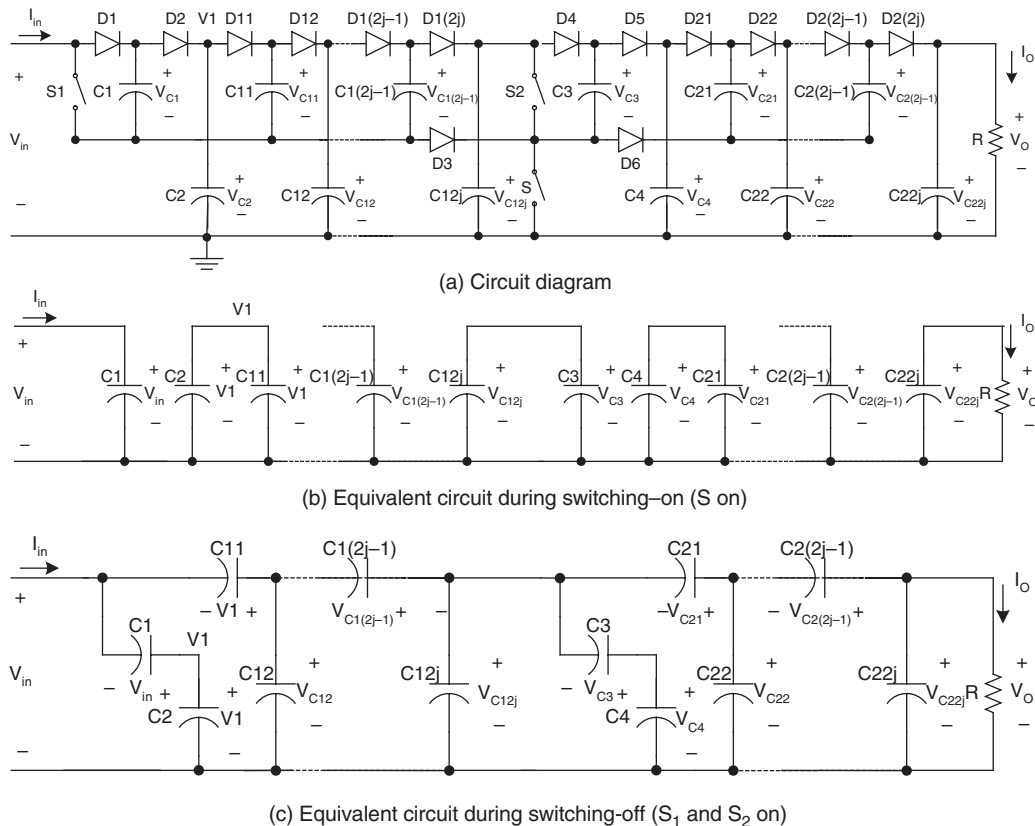 I_in D1 D2 V1 D11 D12 D1(2j–1) D1(2j) D4 D5 D21 D22 D2(2j–1) D2(2j)
+ S1 C1 + V_C1 – C11 + V_C11 – C1(2j–1) + V_C1(2j–1) – S2 C3 + V_C3 – C21 + V_C21 – C2(2j–1) + V_C2(2j–1) – I_O
V_in D3 D6 R + V_O –
– C2 + V_C2 – C12 + V_C12 – C12j + V_C12j – S C4 + V_C4 – C22 + V_C22 – C22j + V_C22j –
(a) Circuit diagram
I_in V1 I_O
+ V_in – C1 + V_in – C2 + V1 – C11 + V1 – C1(2j–1) + V_C1(2j–1) – C12j + V_C12j – C3 + V_C3 – C4 + V_C4 – C21 + V_C21 – C2(2j–1) + V_C2(2j–1) – C22j + V_C22j – R + V_O –
(b) Equivalent circuit during switching–on (S on)
I_in C11 C1(2j–1) C21 C2(2j–1) I_O
+ – V1 + V_C1(2j–1) + – –V_C21 + – V_C2(2j–1) +
C1 V1 C3
V_in – V_in + C12 + V_C12 – C12j V_C12j – – V_C3 + C22 + V_C22 – C22j + V_C22j – R + V_O –
C2 + V1 – C4 + V_C4 –
–
(c) Equivalent circuit during switching-off (S_1 and S_2 on)